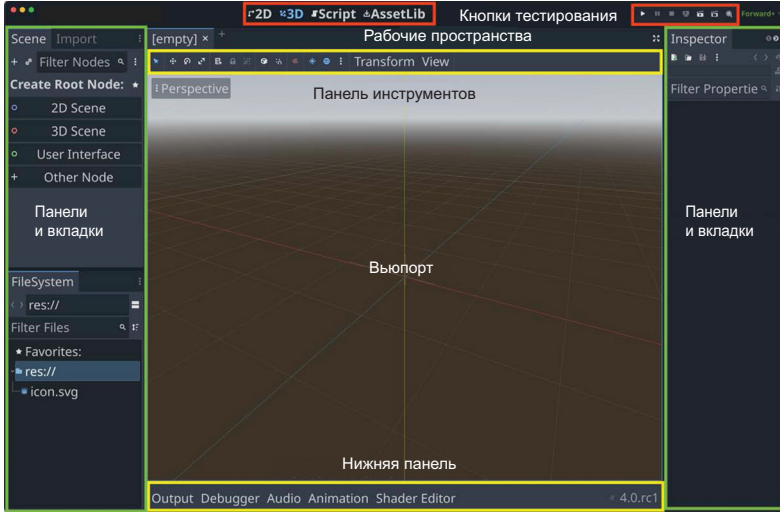 2D 3D Script AssetLib Кнопки тестирования Forward+
Scene Import [empty] × + Рабочие пространства Inspector
Filter Nodes Transform View
Create Root Node: Perspective Панель инструментов Filter Propertie
2D Scene
3D Scene
User Interface
Other Node
Панели
и вкладки
Панели
и вкладки
Вьюпорт
FileSystem
res://
Filter Files
Favorites:
res://
icon.svg
Нижняя панель
Output Debugger Audio Animation Shader Editor 4.0.rc1